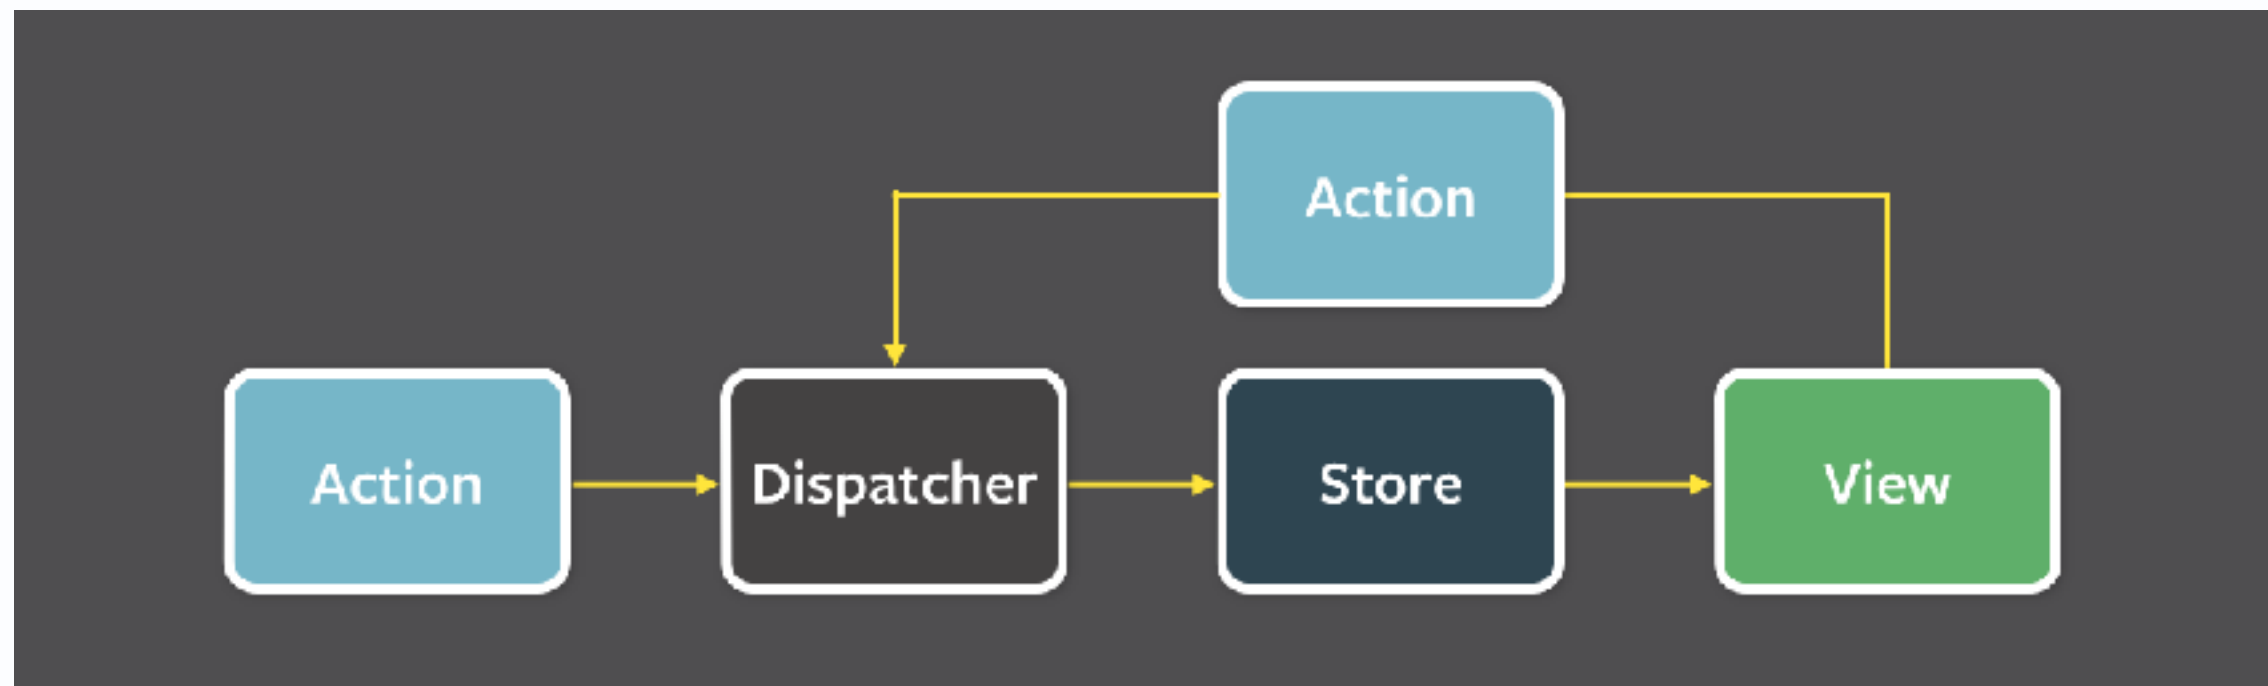 Action
Action
Dispatcher
Store
View